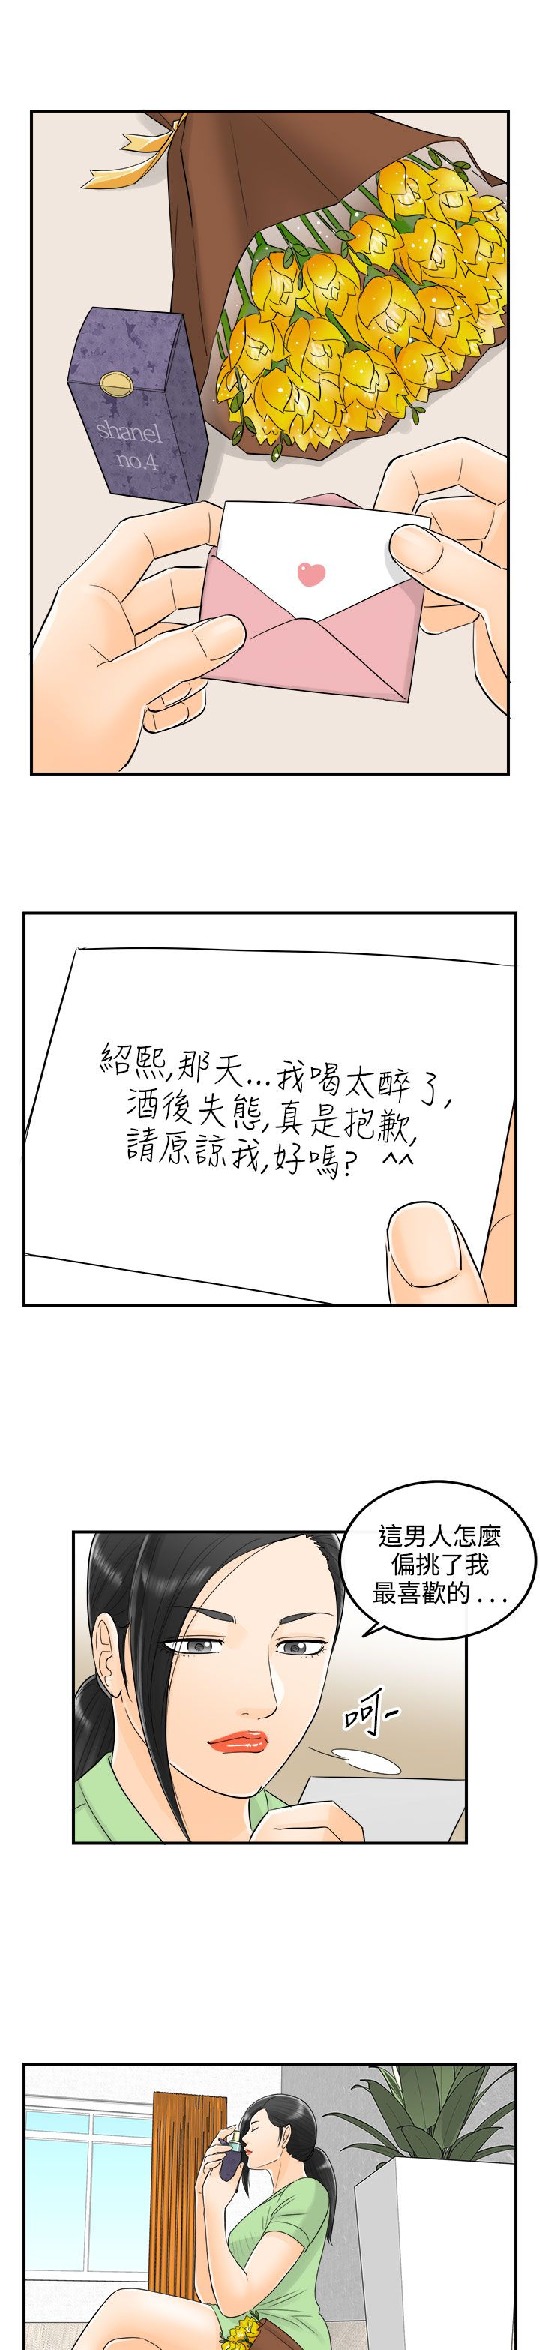 shanel
no.4
紹熙,那天...我喝太醉了,
酒後失態,真是抱歉,
請原諒我,好嗎? ^^
這男人怎麼
偏挑了我
最喜歡的...
呵~